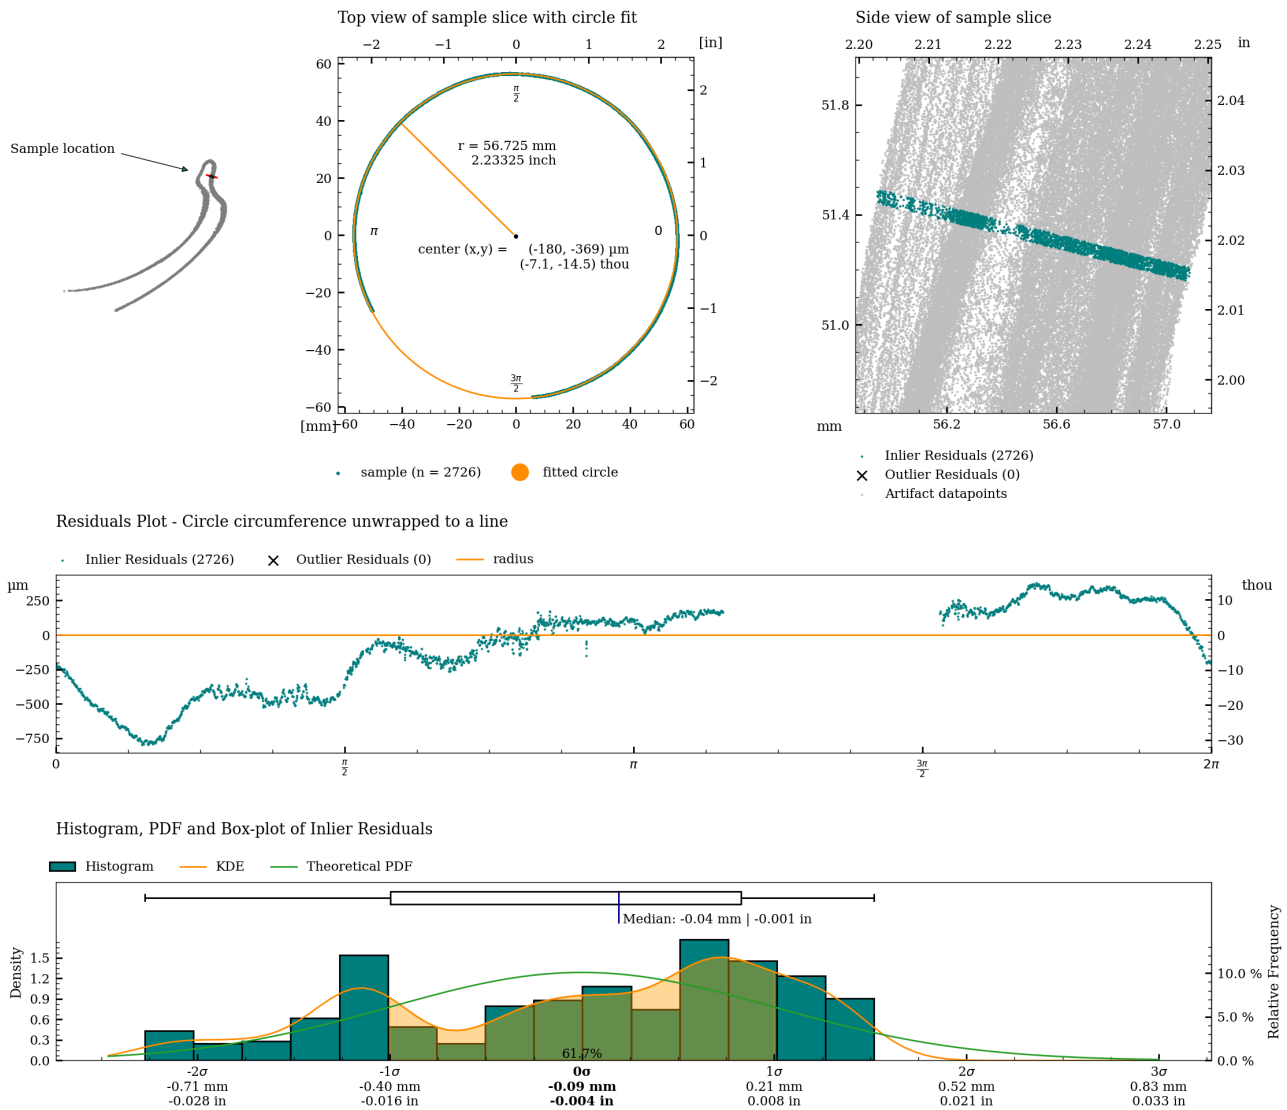 Top view of sample slice with circle fit
−2 −1 0 1 2 [in]
60
40
20
0
−20
−40
−60
2
1
0
−1
−2
π/2
r = 56.725 mm
2.23325 inch
π
0
center (x,y) = (-180, -369) µm
(-7.1, -14.5) thou
3π/2
[mm]
−60 −40 −20 0 20 40 60
sample (n = 2726) fitted circle
Sample location
Side view of sample slice
2.20 2.21 2.22 2.23 2.24 2.25 in
51.8
51.4
51.0
2.04
2.03
2.02
2.01
2.00
mm 56.2 56.6 57.0
Inlier Residuals (2726)
Outlier Residuals (0)
Artifact datapoints
Residuals Plot - Circle circumference unwrapped to a line
Inlier Residuals (2726) Outlier Residuals (0) radius
µm
250
0
−250
−500
−750
thou
10
0
−10
−20
−30
0 π/2 π 3π/2 2π
Histogram, PDF and Box-plot of Inlier Residuals
Histogram KDE Theoretical PDF
Median: -0.04 mm | -0.001 in
Density
1.5
1.2
0.9
0.6
0.3
0.0
Relative Frequency
10.0 %
5.0 %
0.0 %
61.7%
-2σ -1σ 0σ 1σ 2σ 3σ
-0.71 mm -0.40 mm -0.09 mm 0.21 mm 0.52 mm 0.83 mm
-0.028 in -0.016 in -0.004 in 0.008 in 0.021 in 0.033 in